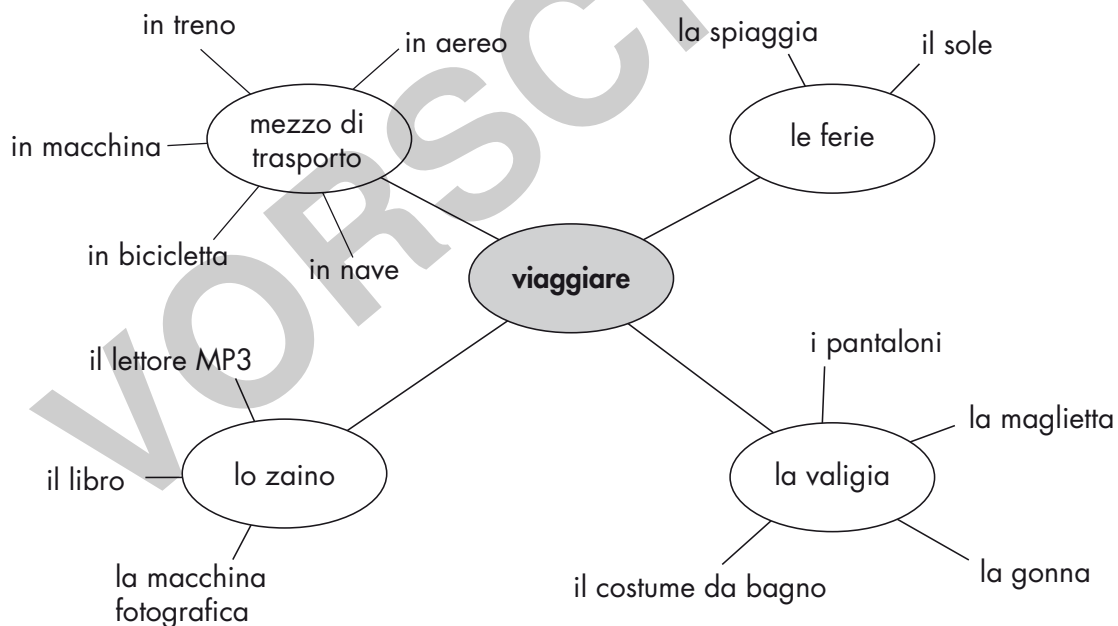 in treno
in aereo
in macchina
mezzo di
trasporto
in bicicletta
in nave
la spiaggia
il sole
le ferie
viaggiare
il lettore MP3
il libro
lo zaino
la macchina
fotografica
i pantaloni
la maglietta
la valigia
il costume da bagno
la gonna